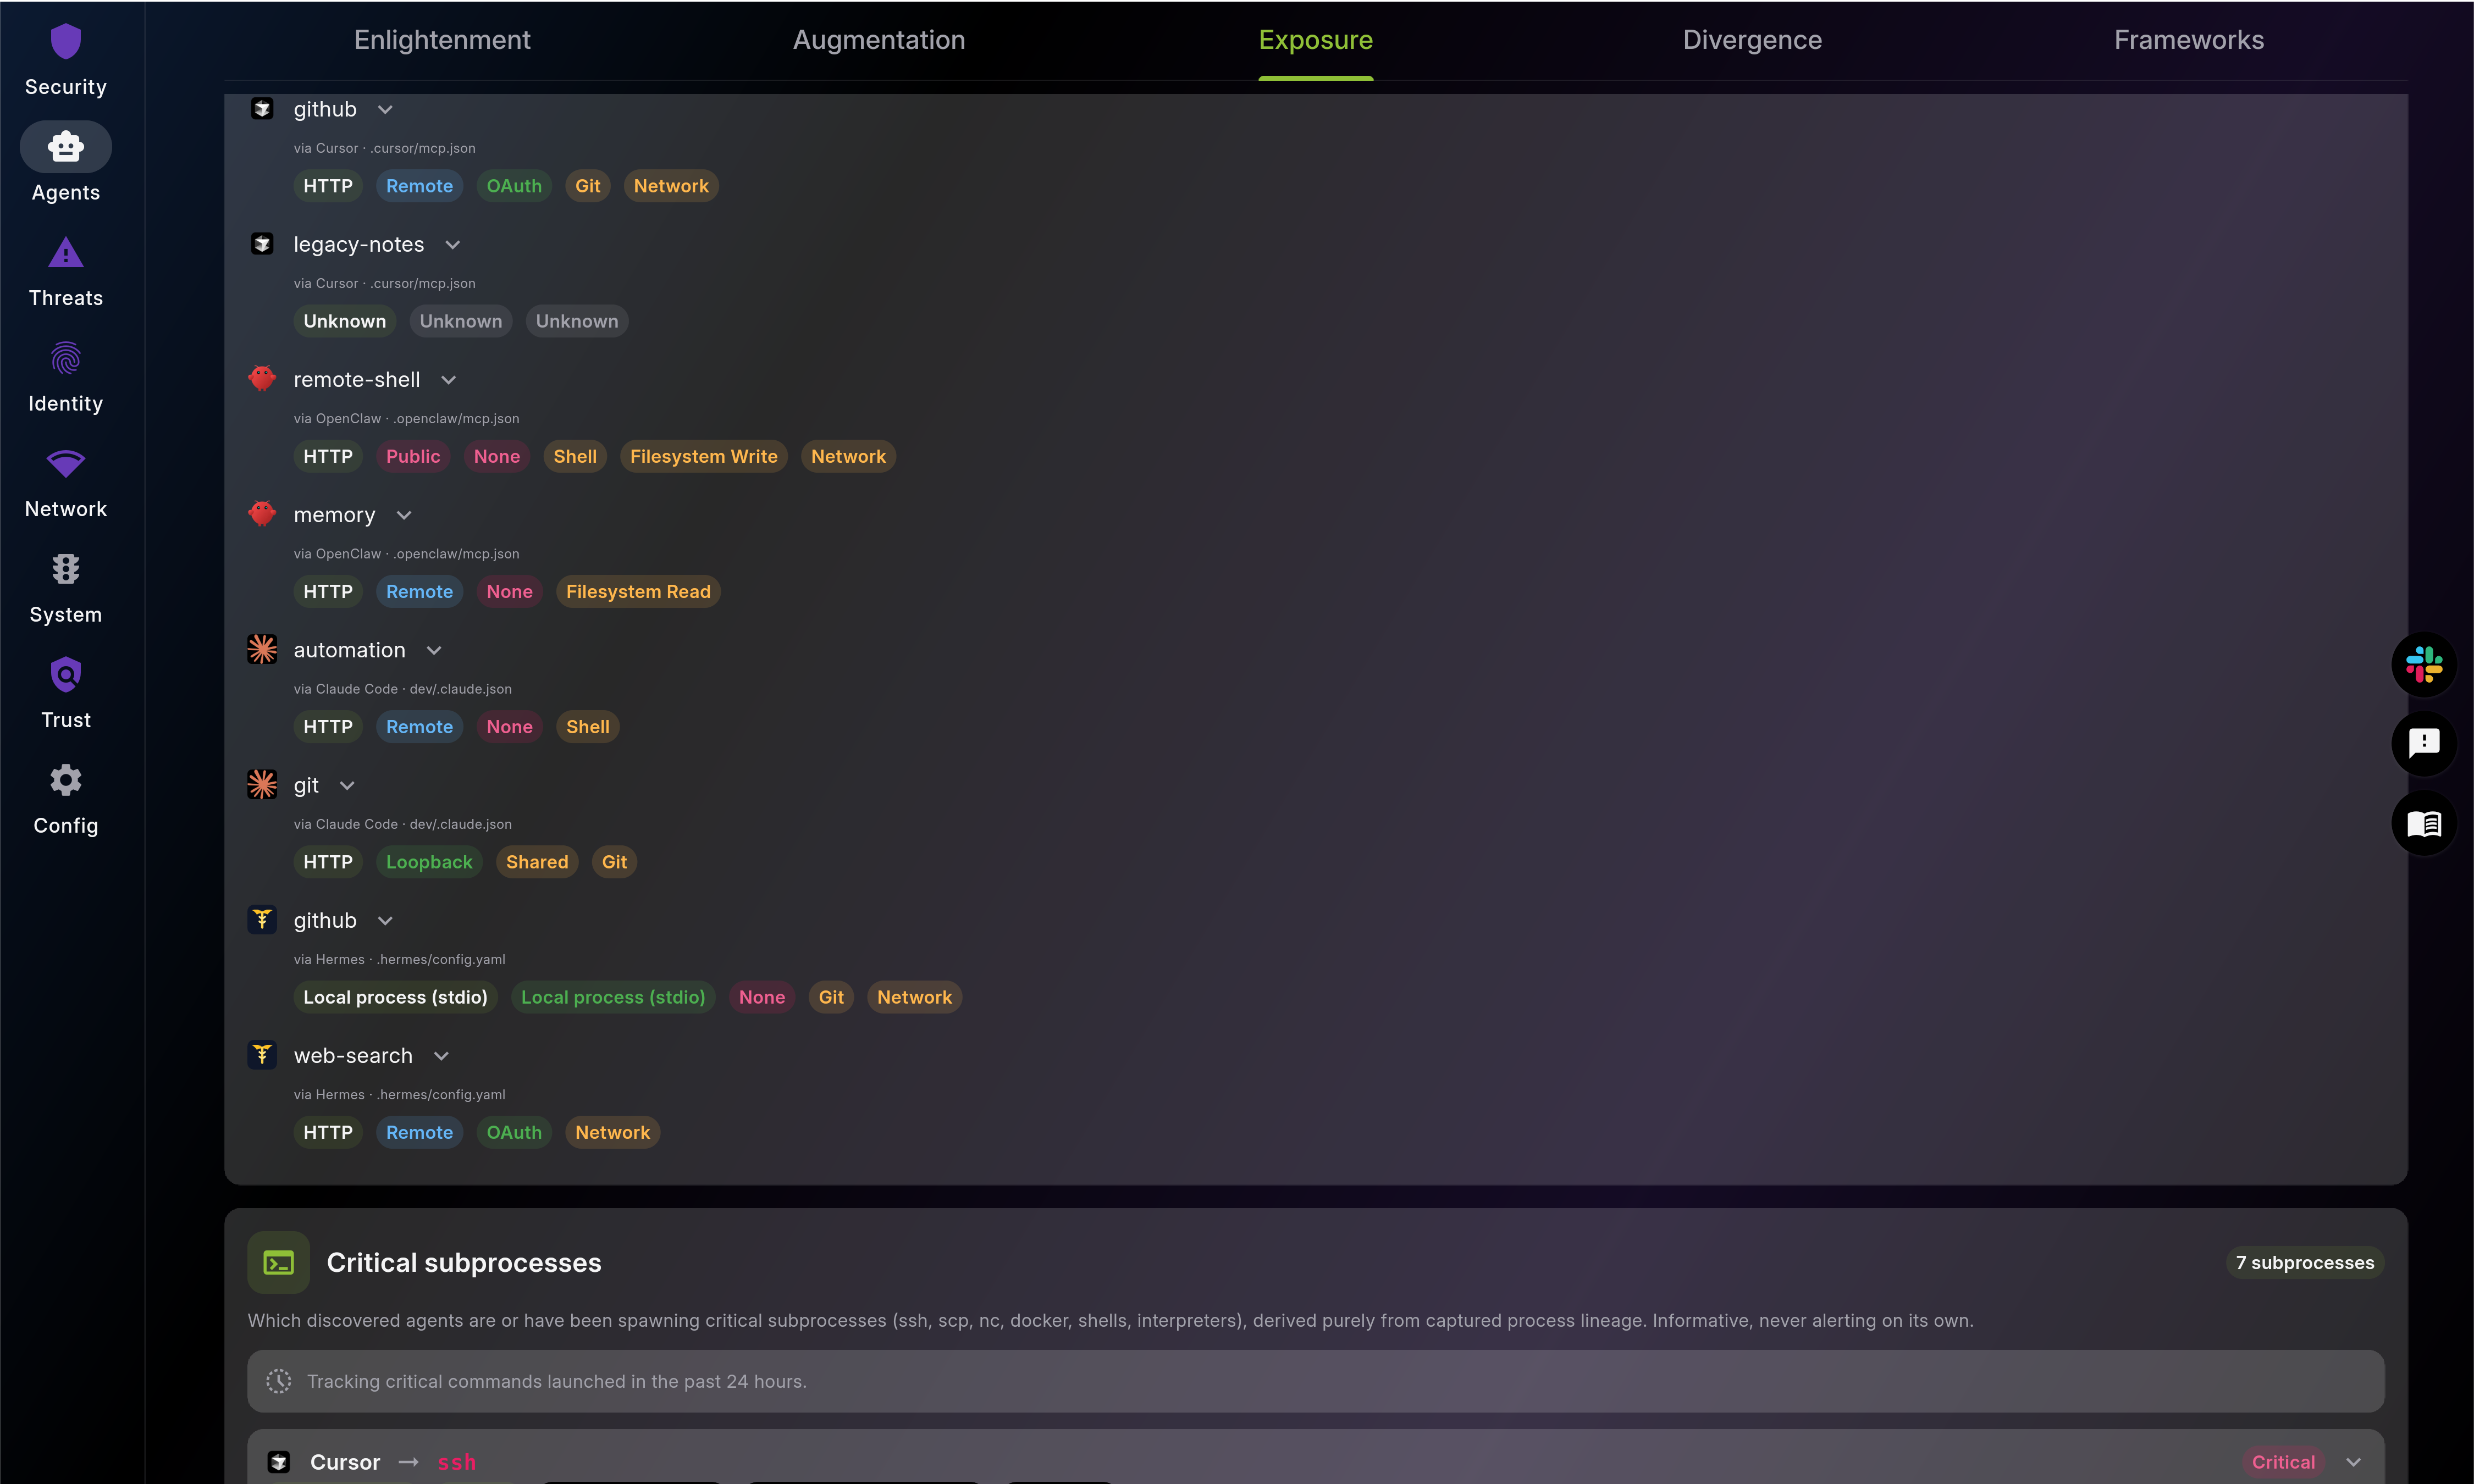 Security
Agents
Threats
Identity
Network
System
Trust
Config
Enlightenment
Augmentation
Exposure
Divergence
Frameworks
github
via Cursor · .cursor/mcp.json
HTTP Remote OAuth Git Network
legacy-notes
via Cursor · .cursor/mcp.json
Unknown Unknown Unknown
remote-shell
via OpenClaw · .openclaw/mcp.json
HTTP Public None Shell Filesystem Write Network
memory
via OpenClaw · .openclaw/mcp.json
HTTP Remote None Filesystem Read
automation
via Claude Code · dev/.claude.json
HTTP Remote None Shell
git
via Claude Code · dev/.claude.json
HTTP Loopback Shared Git
github
via Hermes · .hermes/config.yaml
Local process (stdio) Local process (stdio) None Git Network
web-search
via Hermes · .hermes/config.yaml
HTTP Remote OAuth Network
Critical subprocesses
7 subprocesses
Which discovered agents are or have been spawning critical subprocesses (ssh, scp, nc, docker, shells, interpreters), derived purely from captured process lineage. Informative, never alerting on its own.
Tracking critical commands launched in the past 24 hours.
Cursor → ssh
Critical